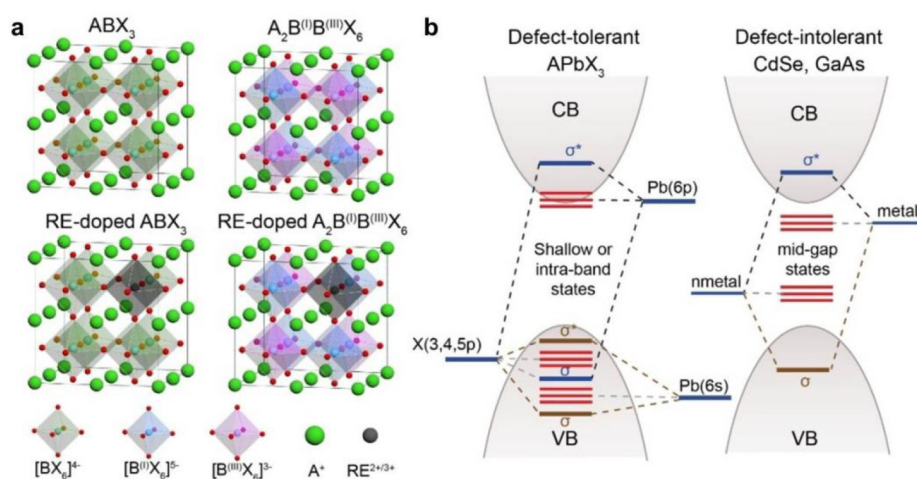 a
ABX₃
A₂B⁽ᴵ⁾B⁽ᴵᴵᴵ⁾X₆
RE-doped ABX₃
RE-doped A₂B⁽ᴵ⁾B⁽ᴵᴵᴵ⁾X₆
[BX₆]⁴⁻
[B⁽ᴵ⁾X₆]⁵⁻
[B⁽ᴵᴵᴵ⁾X₆]³⁻
A⁺
RE²⁺/³⁺
b
Defect-tolerant
APbX₃
CB
σ*
Pb(6p)
Shallow or
intra-band
states
X(3,4,5p)
σ*
σ
Pb(6s)
σ
VB
Defect-intolerant
CdSe, GaAs
CB
σ*
metal
mid-gap
states
nmetal
σ
VB